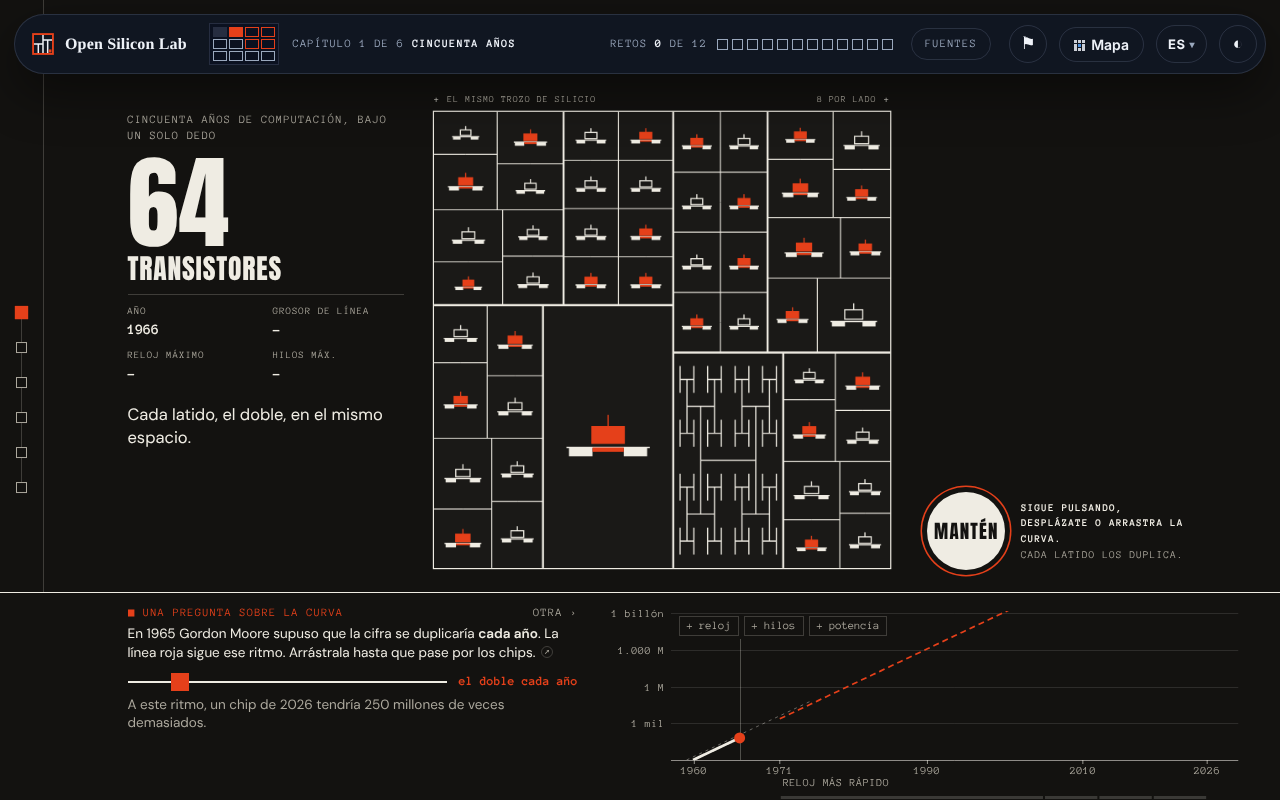 Open Silicon Lab
CAPÍTULO 1 DE 6 CINCUENTA AÑOS
RETOS 0 DE 12
FUENTES
Mapa
ES
+ EL MISMO TROZO DE SILICIO
8 POR LADO +
CINCUENTA AÑOS DE COMPUTACIÓN, BAJO
UN SOLO DEDO
64
TRANSISTORES
AÑO
GROSOR DE LÍNEA
1966
–
RELOJ MÁXIMO
HILOS MÁX.
–
–
Cada latido, el doble, en el mismo
espacio.
MANTÉN
SIGUE PULSANDO,
DESPLÁZATE O ARRASTRA LA
CURVA.
CADA LATIDO LOS DUPLICA.
UNA PREGUNTA SOBRE LA CURVA
OTRA ›
En 1965 Gordon Moore supuso que la cifra se duplicaría cada año. La
línea roja sigue ese ritmo. Arrástrala hasta que pase por los chips.
el doble cada año
A este ritmo, un chip de 2026 tendría 250 millones de veces
demasiados.
1 billón
+ reloj
+ hilos
+ potencia
1.000 M
1 M
1 mil
1960
1971
1990
2010
2026
RELOJ MÁS RÁPIDO